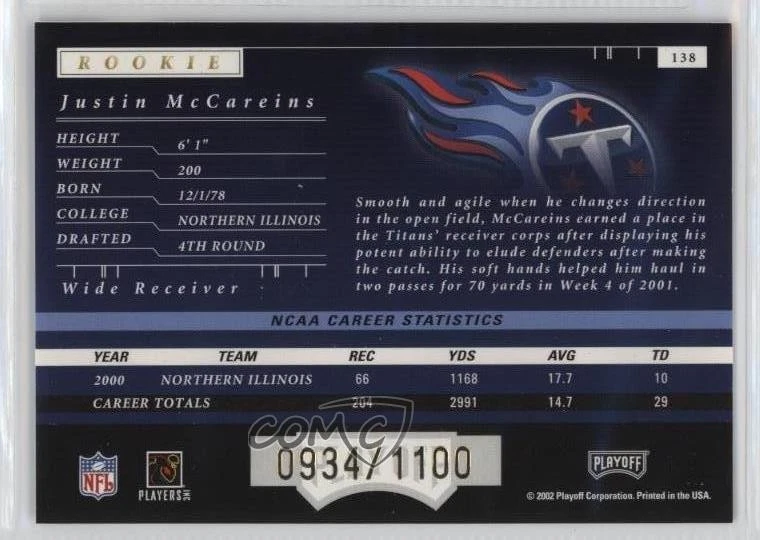 ROOKIE
138
Justin McCareins
HEIGHT 6' 1"
WEIGHT 200
BORN 12/1/78
COLLEGE NORTHERN ILLINOIS
DRAFTED 4TH ROUND
Wide Receiver
T
Smooth and agile when he changes direction
in the open field, McCareins earned a place in
the Titans' receiver corps after displaying his
potent ability to elude defenders after making
the catch. His soft hands helped him haul in
two passes for 70 yards in Week 4 of 2001.
NCAA CAREER STATISTICS
YEAR TEAM REC YDS AVG TD
2000 NORTHERN ILLINOIS 66 1168 17.7 10
CAREER TOTALS 204 2991 14.7 29
COMC
0934/1100
NFL
PLAYERS INC
PLAYOFF
© 2002 Playoff Corporation. Printed in the USA.